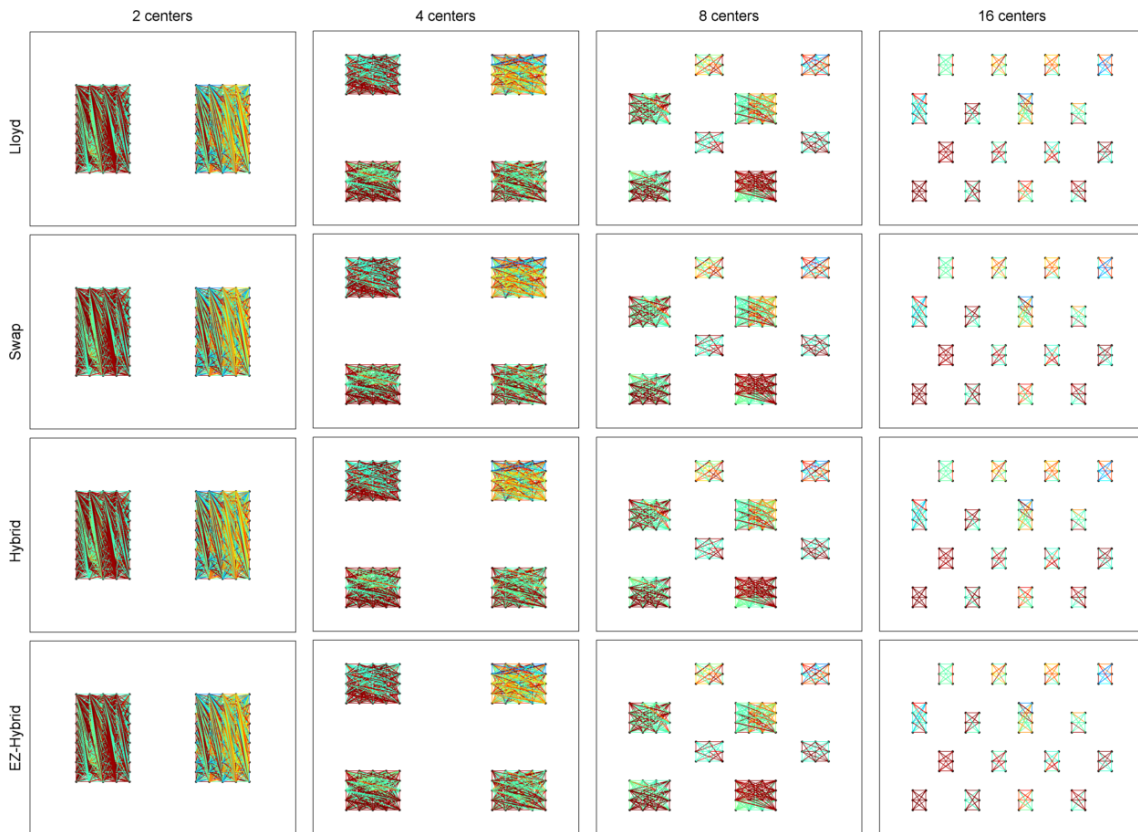 2 centers
4 centers
8 centers
16 centers
Lloyd
Swap
Hybrid
EZ-Hybrid